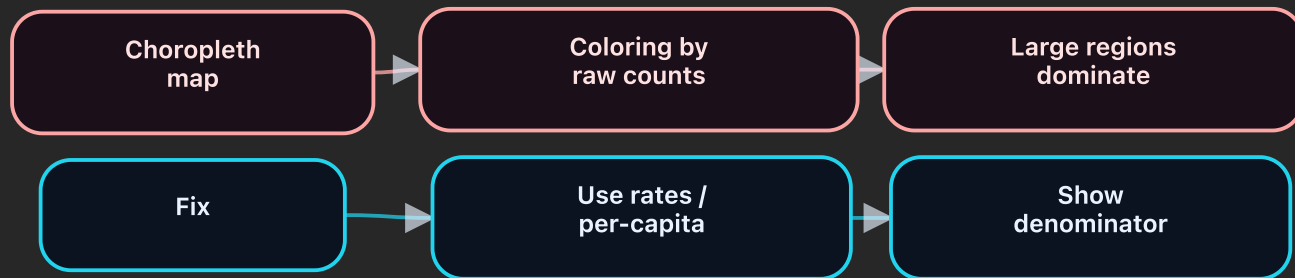 Choropleth
map
Coloring by
raw counts
Large regions
dominate
Fix
Use rates /
per-capita
Show
denominator